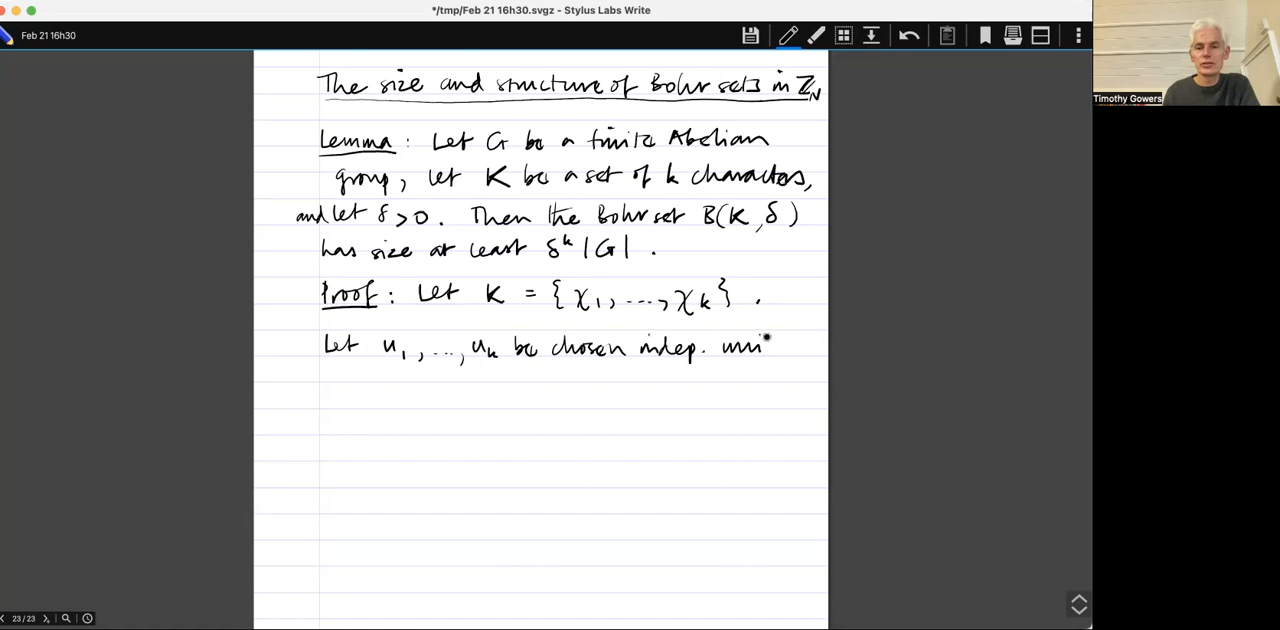 */tmp/Feb 21 16h30.svgz - Stylus Labs Write
Feb 21 16h30
Timothy Gowers
The size and structure of Bohr sets in ℤ_N
Lemma : Let G be a finite Abelian
group, let K be a set of k characters,
and let δ > 0 . Then the Bohr set B(K, δ)
has size at least δ^k |G| .
Proof : Let K = {χ_1, ..., χ_k} .
Let u_1, ..., u_k be chosen indep. uni
23/23